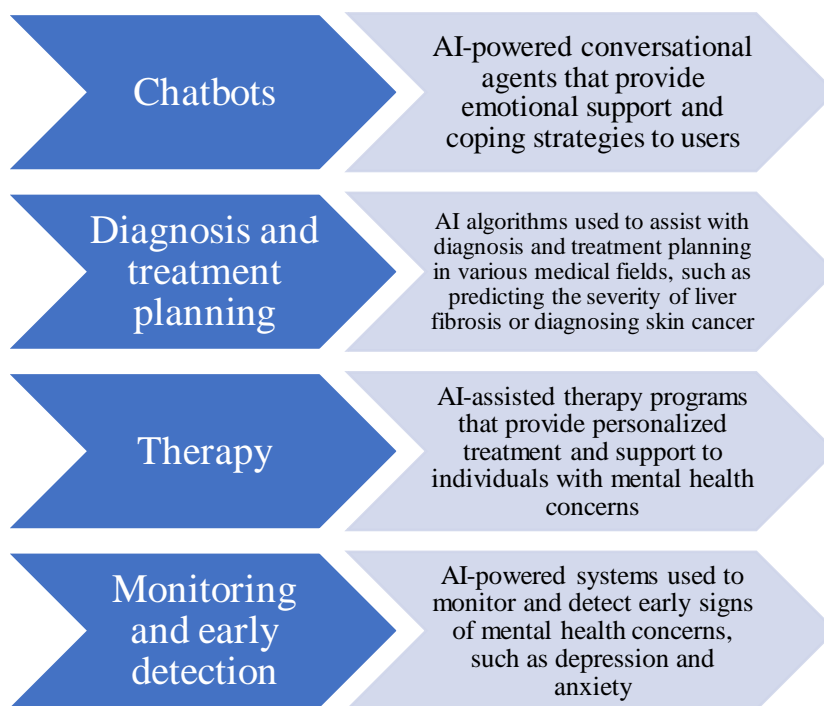 Chatbots
AI-powered conversational
agents that provide
emotional support and
coping strategies to users
Diagnosis and
treatment
planning
AI algorithms used to assist with
diagnosis and treatment planning
in various medical fields, such as
predicting the severity of liver
fibrosis or diagnosing skin cancer
Therapy
AI-assisted therapy programs
that provide personalized
treatment and support to
individuals with mental health
concerns
Monitoring
and early
detection
AI-powered systems used to
monitor and detect early signs
of mental health concerns,
such as depression and
anxiety